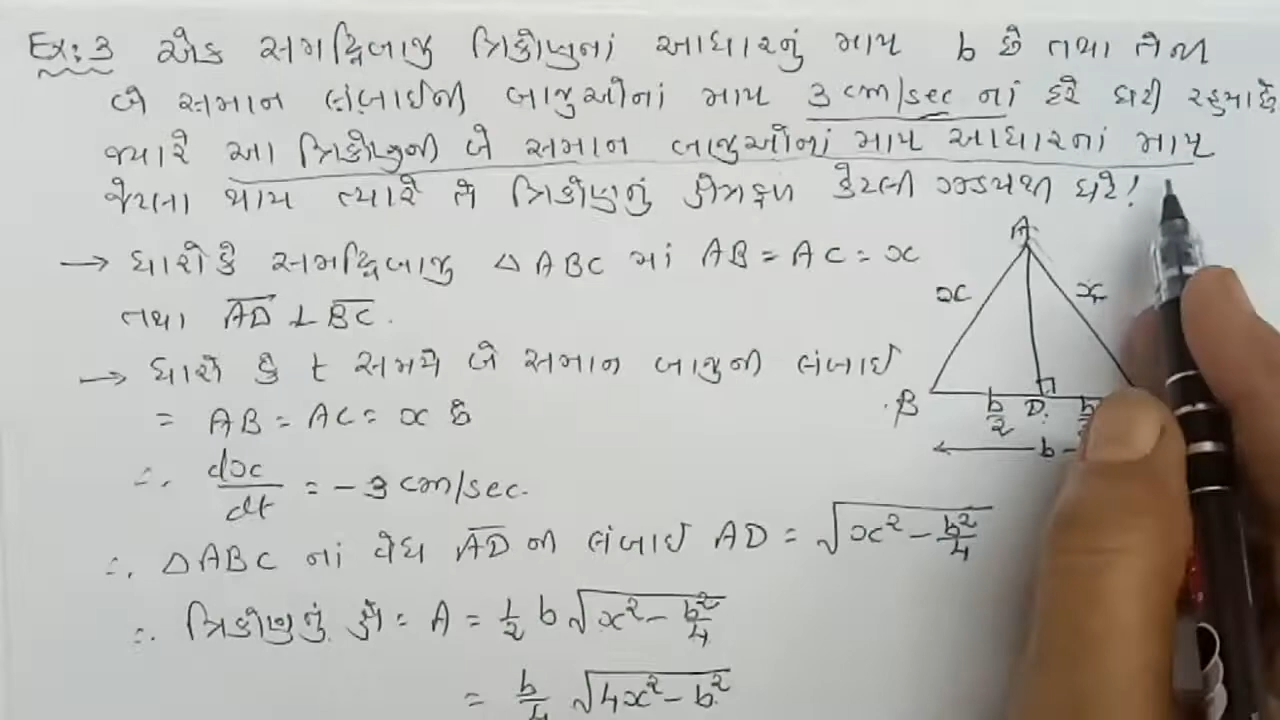 Ex:3 એક સમદ્વિબાજુ ત્રિકોણનાં આધારનું માપ b છે તથા તેના
બે સમાન લંબાઈની બાજુઓનાં માપ 3 cm/sec નાં દરે ઘટી રહ્યા છે
જ્યારે આ ત્રિકોણની બે સમાન બાજુઓનાં માપ આધારનાં માપ
જેટલા થાય ત્યારે તે ત્રિકોણનું ક્ષેત્રફળ કેટલી ઝડપથી ઘટે!
→ ધારો કે સમદ્વિબાજુ △ABC માં AB = AC = x
તથા AD ⊥ BC.
→ ધારો કે t સમયે બે સમાન બાજુની લંબાઈ
= AB = AC = x છે
∴ dx/dt = -3 cm/sec.
∴ △ABC નાં વેધ AD ની લંબાઈ AD = √(x² - b²/4)
∴ ત્રિકોણનું ક્ષે = A = 1/2 b √(x² - b²/4)
= b/4 √(4x² - b²)
A
x x
B b/2 D b/2
b